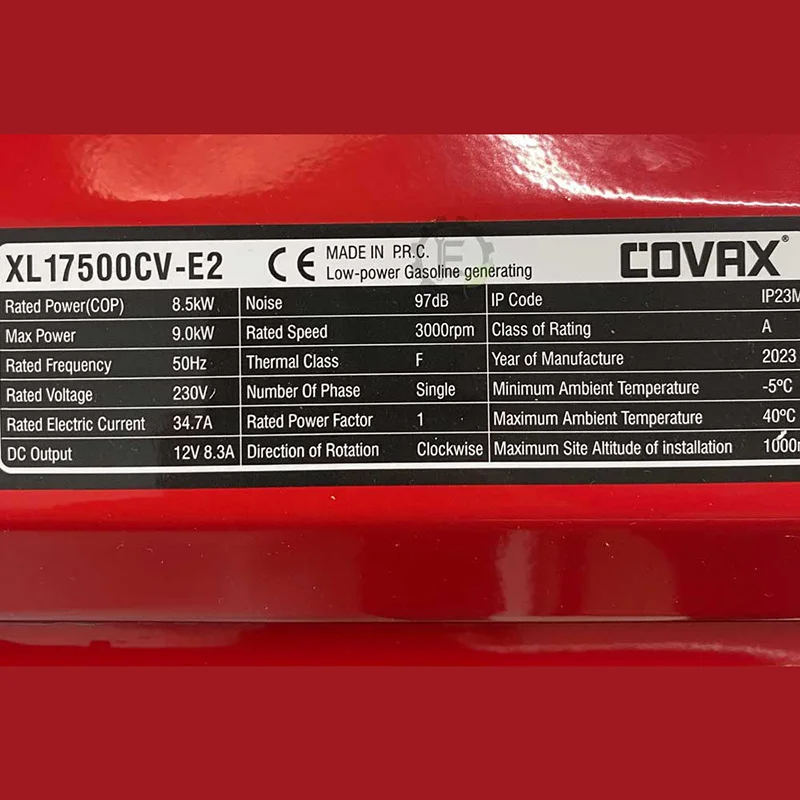 XL17500CV-E2
CE MADE IN P.R.C.
Low-power Gasoline generating
COVAX®
Rated Power(COP) 8.5kW Noise 97dB IP Code IP23M
Max Power 9.0kW Rated Speed 3000rpm Class of Rating A
Rated Frequency 50Hz Thermal Class F Year of Manufacture 2023
Rated Voltage 230V Number Of Phase Single Minimum Ambient Temperature -5ºC
Rated Electric Current 34.7A Rated Power Factor 1 Maximum Ambient Temperature 40ºC
DC Output 12V 8.3A Direction of Rotation Clockwise Maximum Site Altitude of installation 1000m